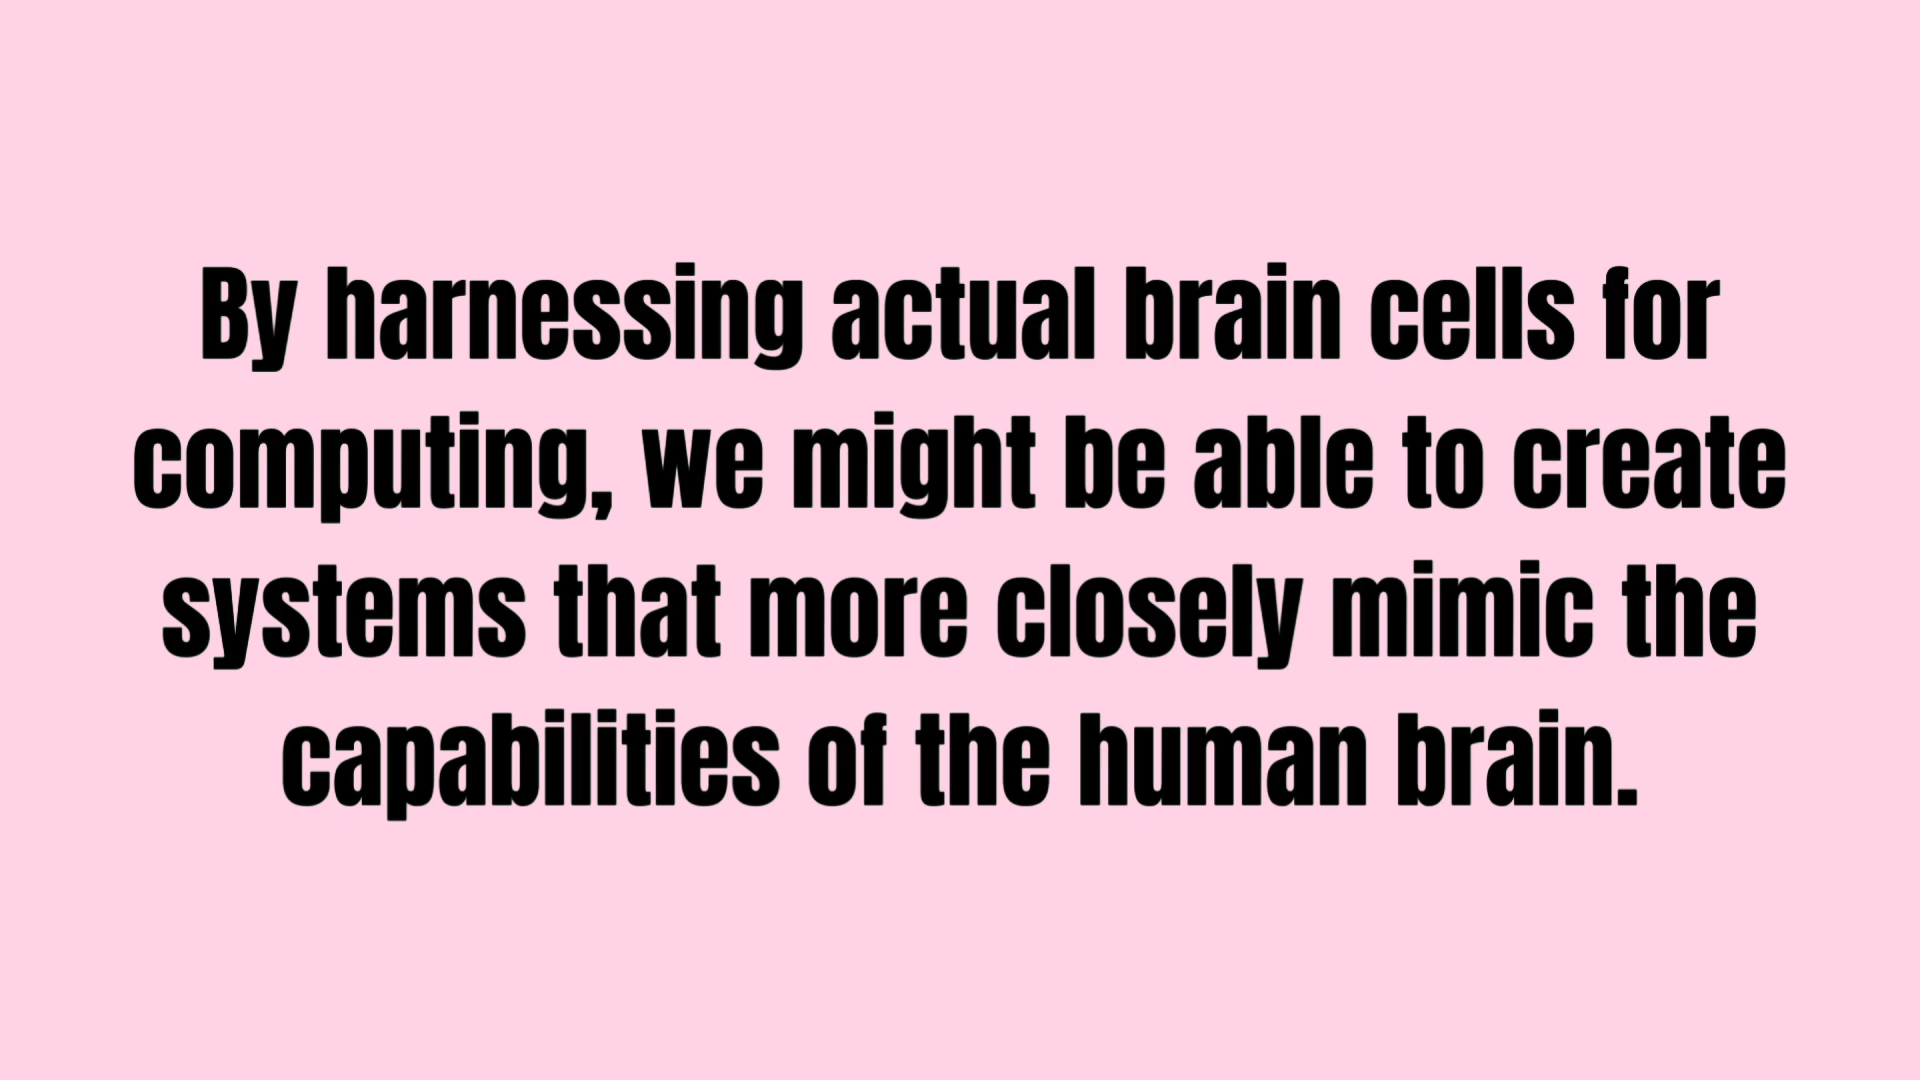 By harnessing actual brain cells for
computing, we might be able to create
systems that more closely mimic the
capabilities of the human brain.